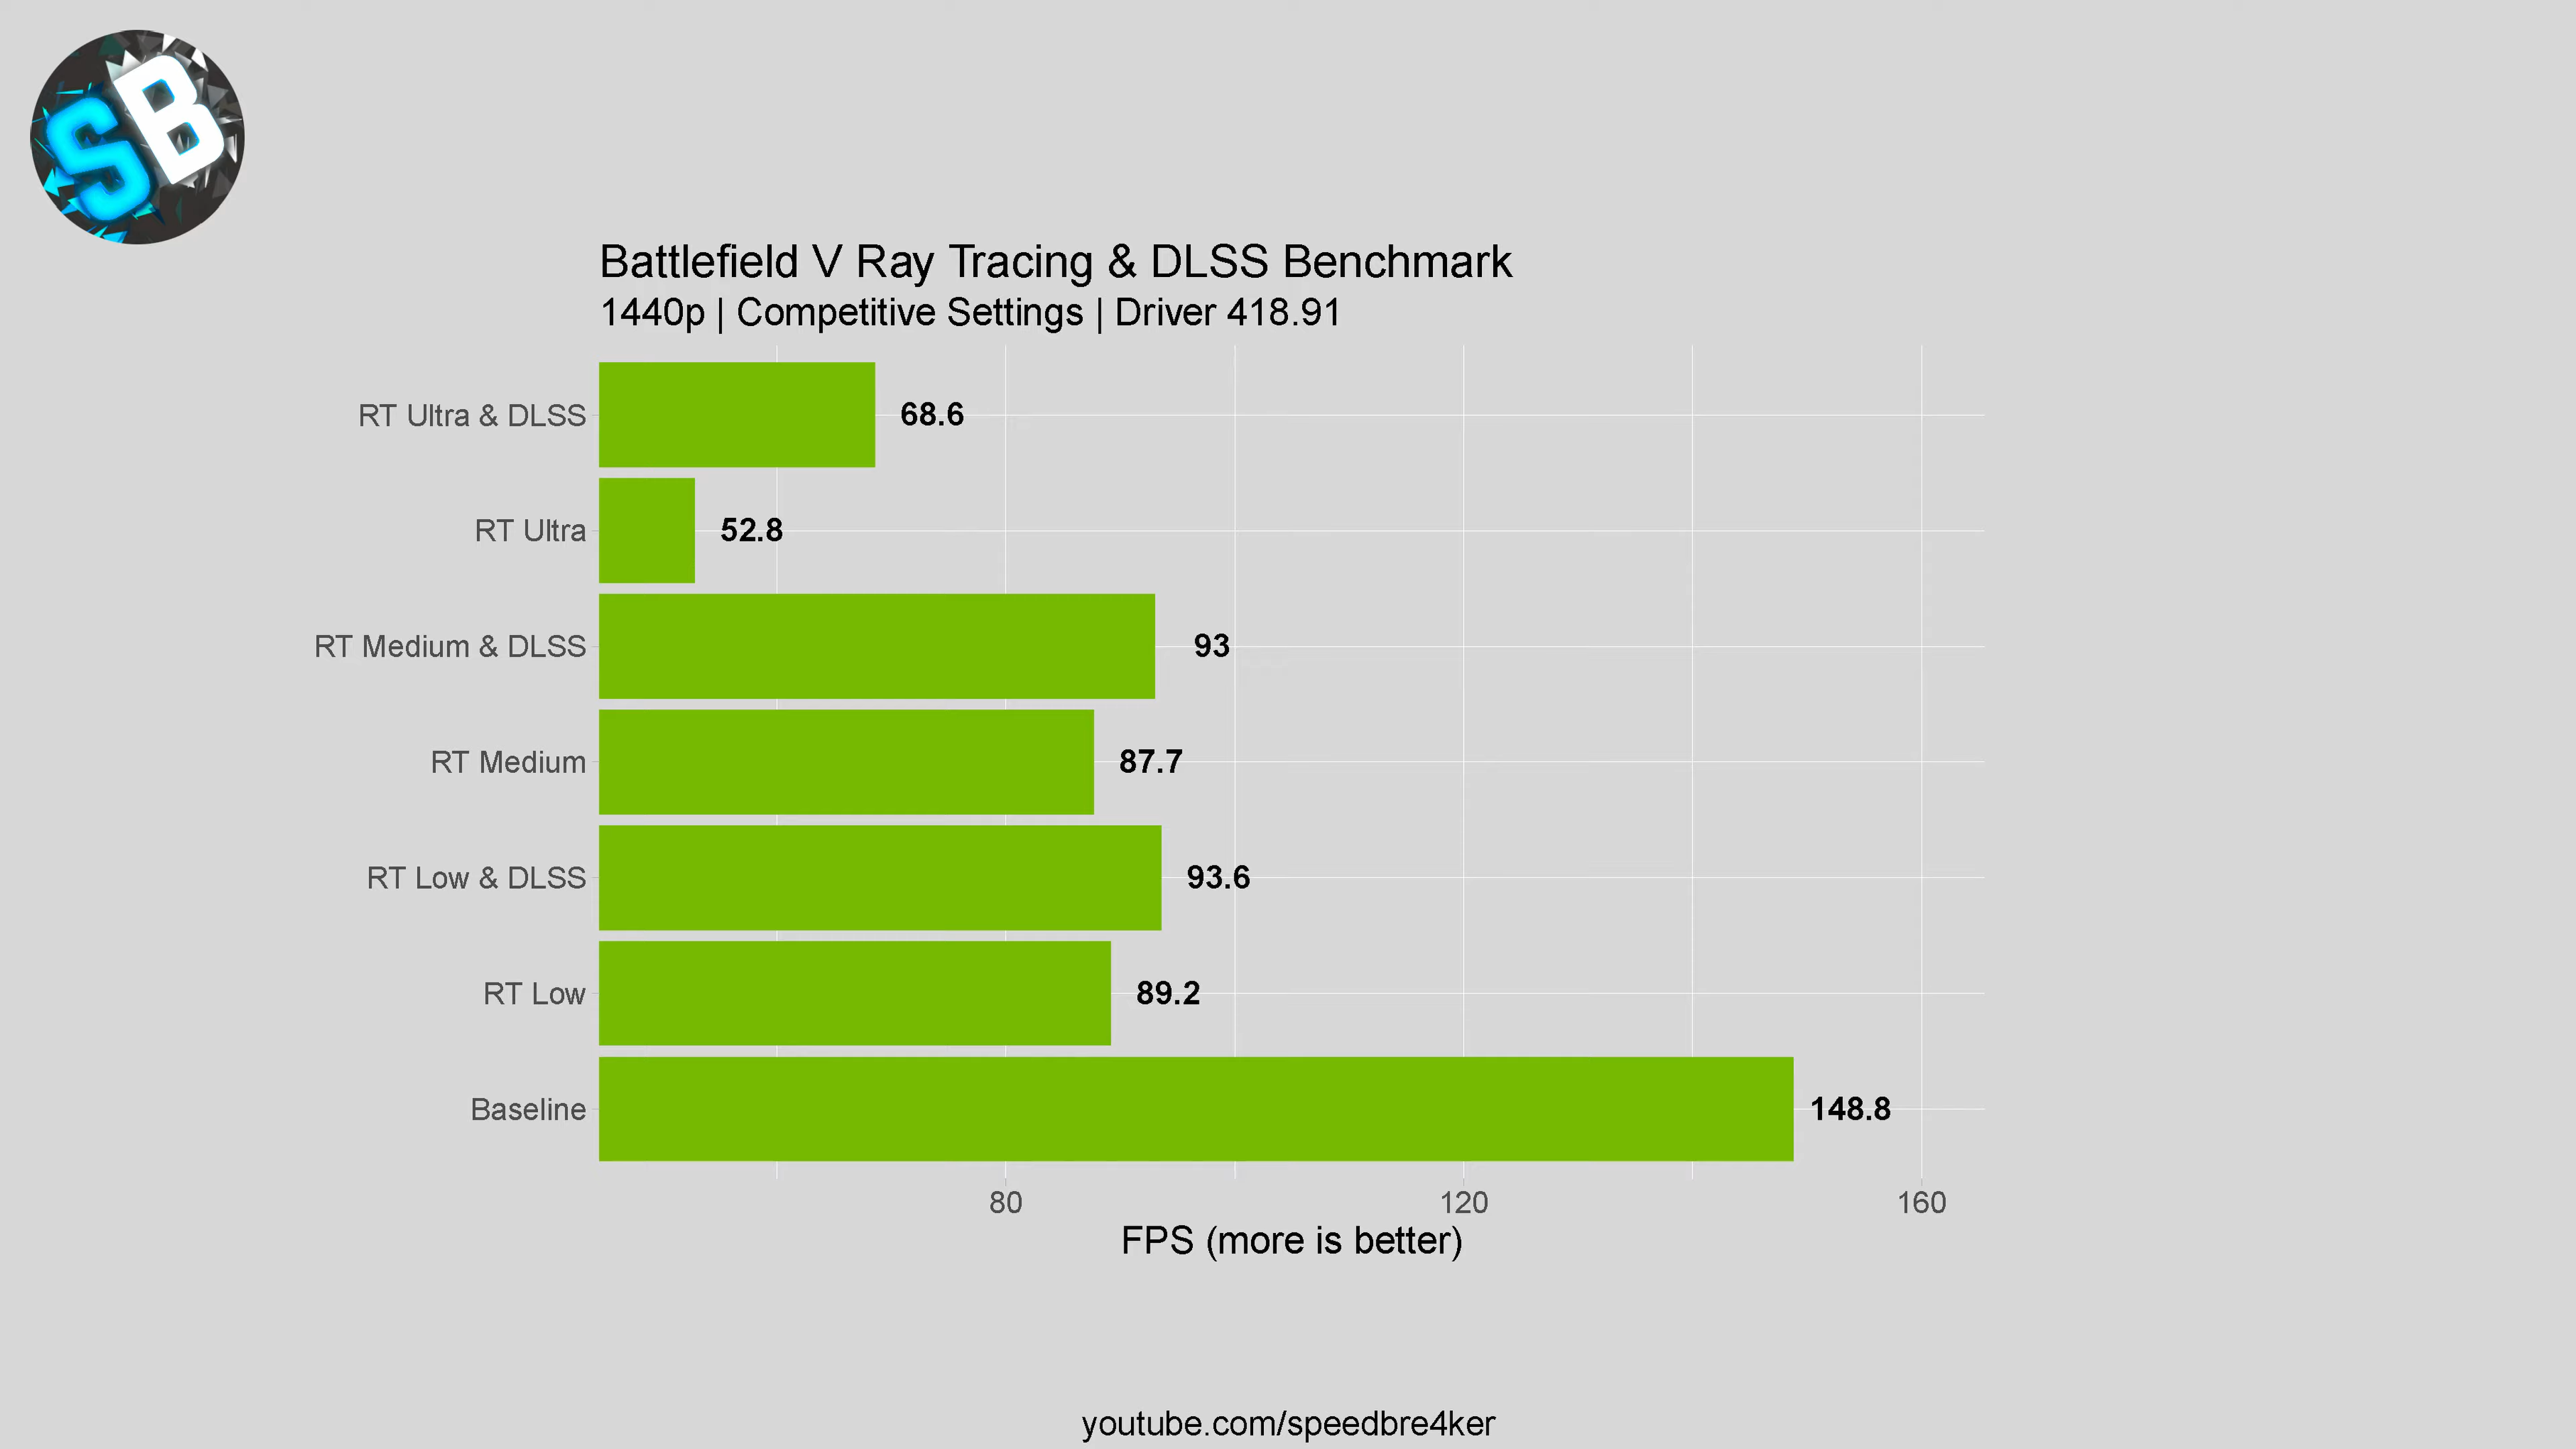 SB
Battlefield V Ray Tracing & DLSS Benchmark
1440p | Competitive Settings | Driver 418.91
RT Ultra & DLSS 68.6
RT Ultra 52.8
RT Medium & DLSS 93
RT Medium 87.7
RT Low & DLSS 93.6
RT Low 89.2
Baseline 148.8
80 120 160
FPS (more is better)
youtube.com/speedbre4ker